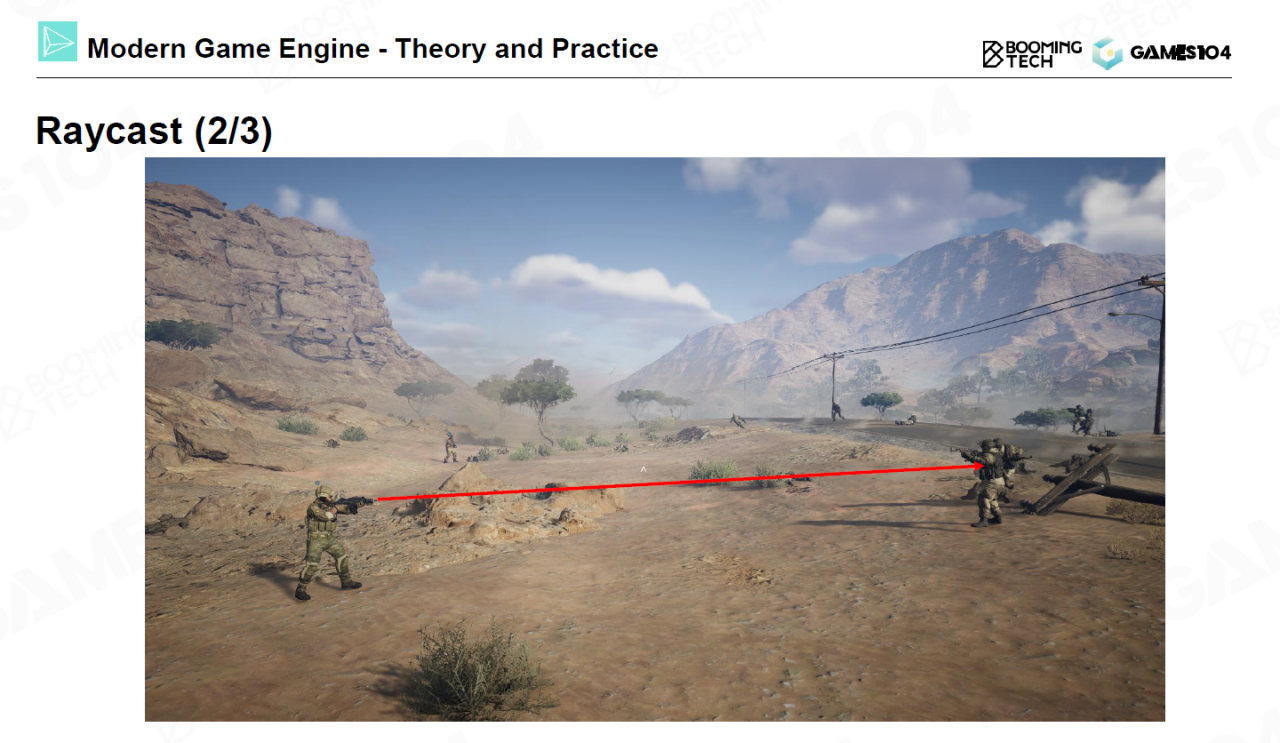 Modern Game Engine - Theory and Practice
BOOMING
TECH
GAMES104
Raycast (2/3)